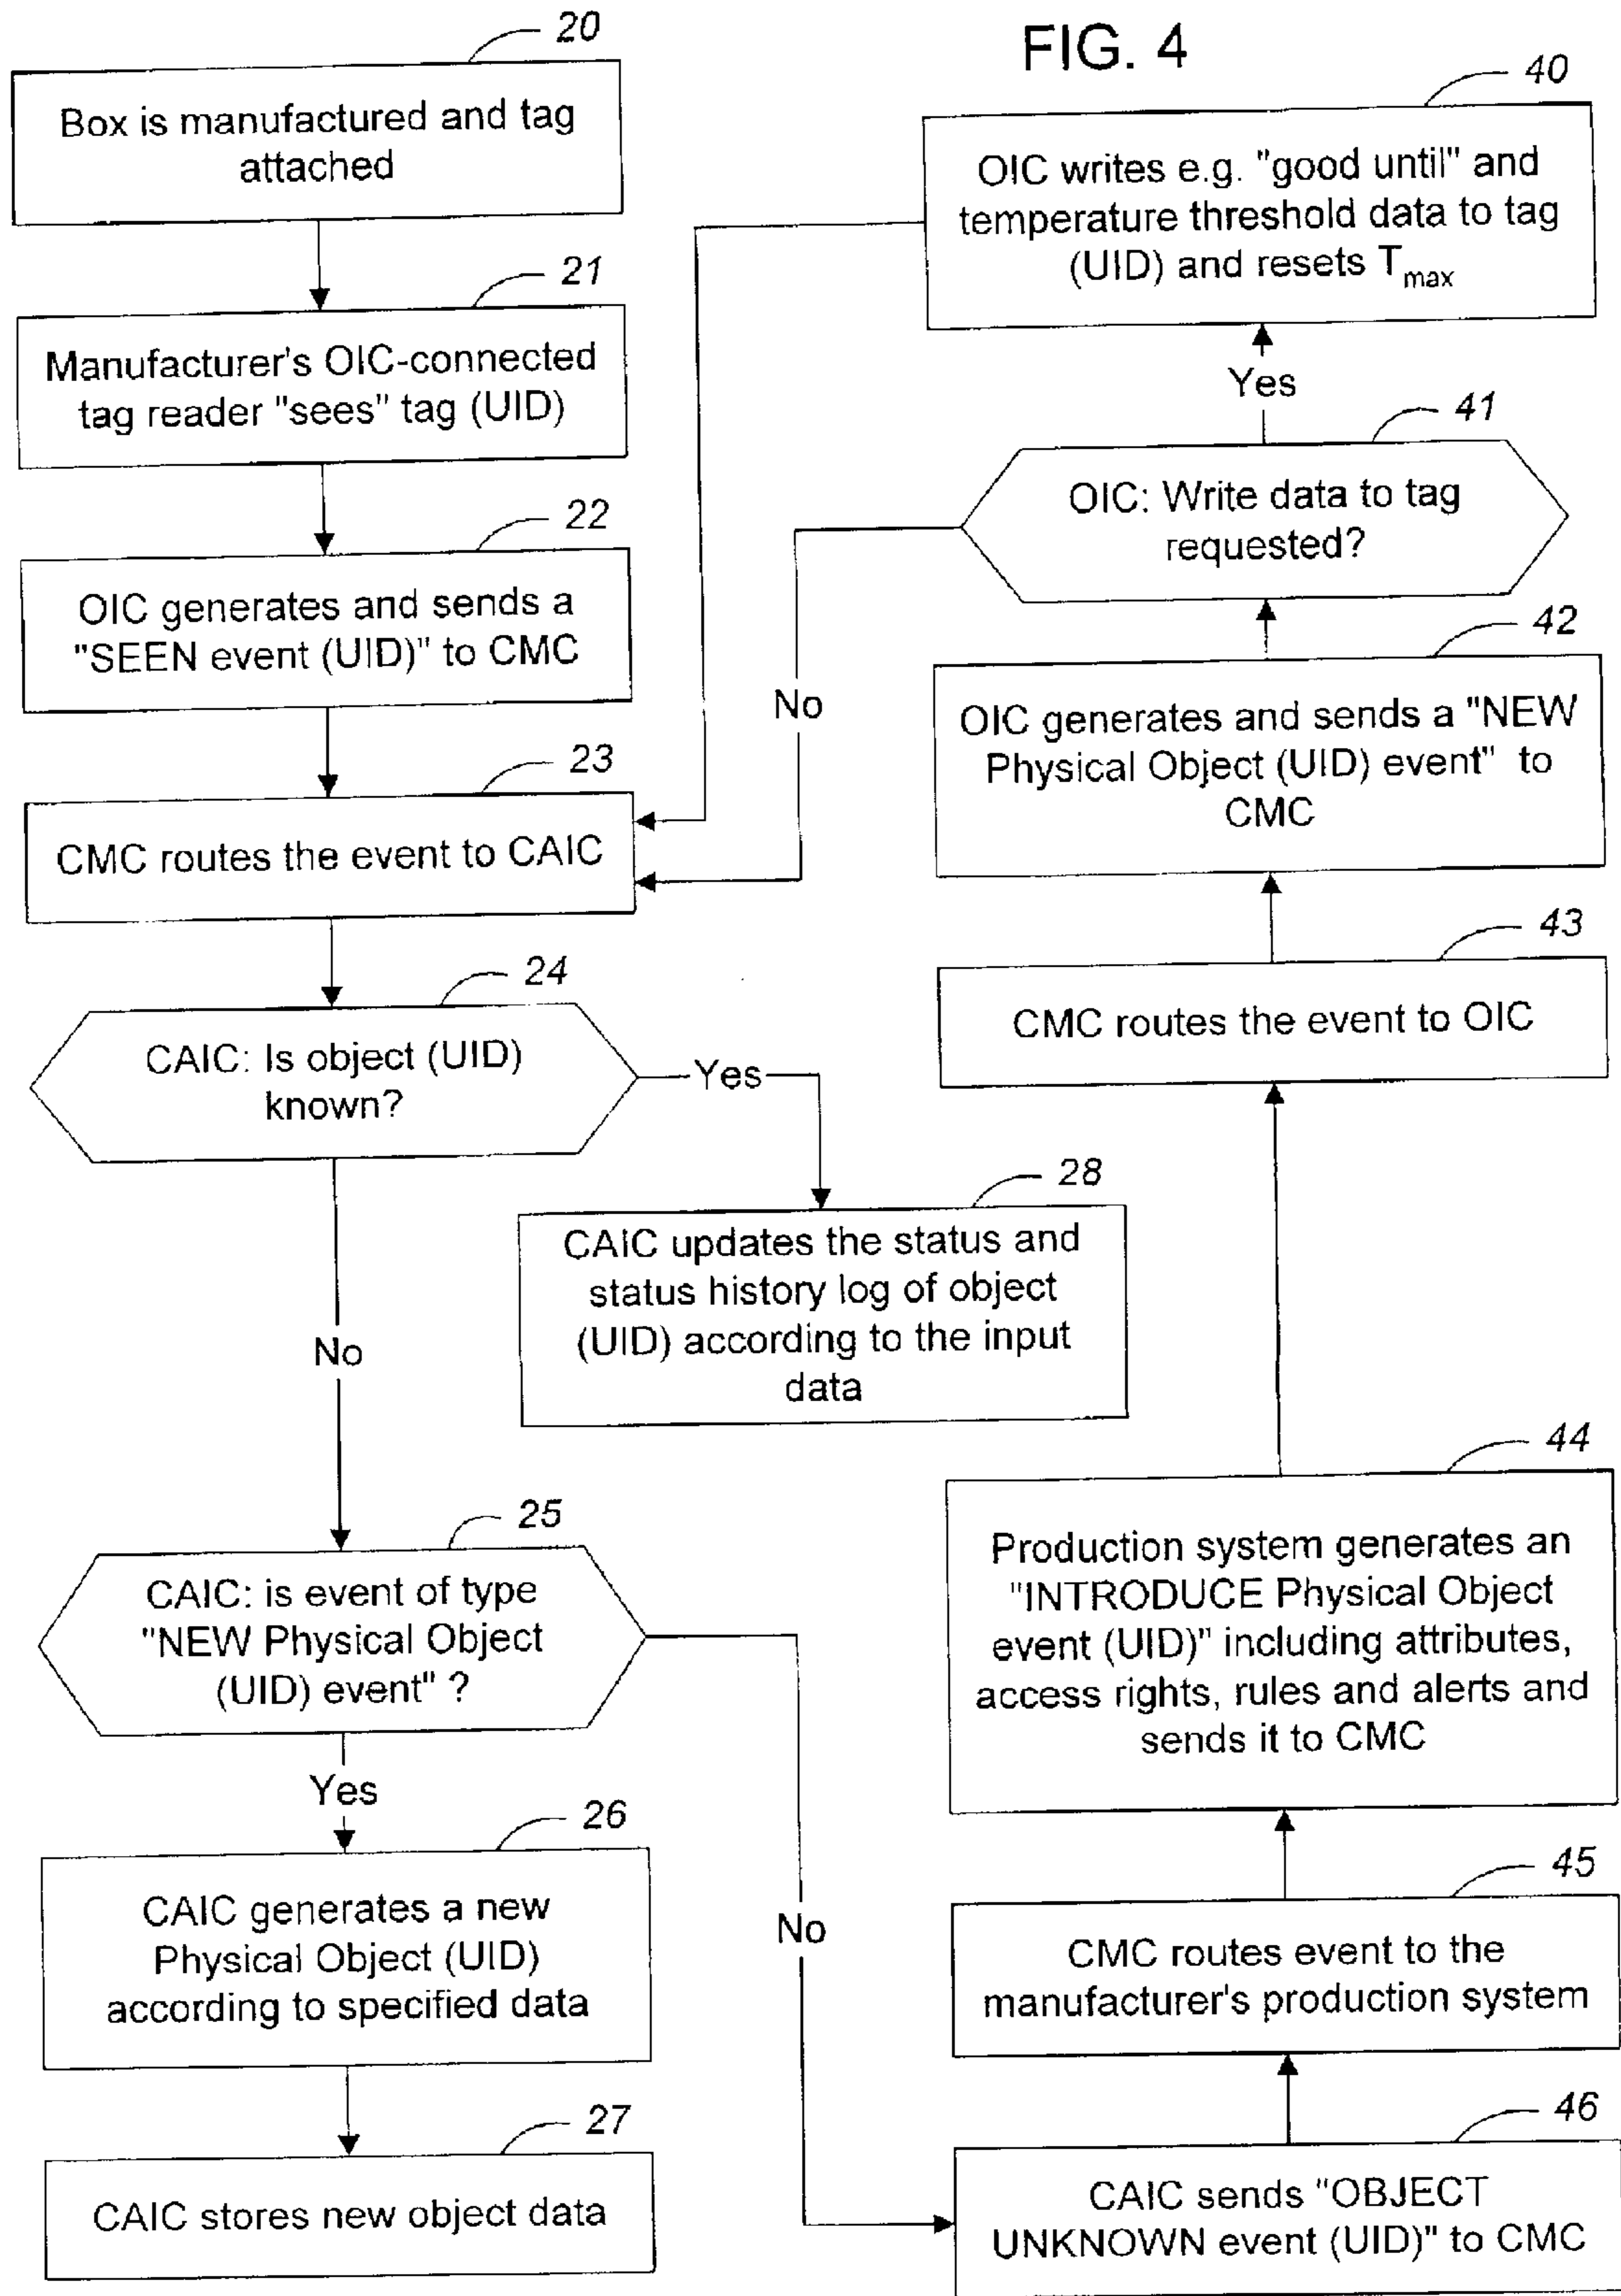 FIG. 4
20
Box is manufactured and tag
attached
21
Manufacturer's OIC-connected
tag reader "sees" tag (UID)
22
OIC generates and sends a
"SEEN event (UID)" to CMC
23
CMC routes the event to CAIC
24
CAIC: Is object (UID)
known?
Yes
28
CAIC updates the status and
status history log of object
(UID) according to the input
data
No
25
CAIC: is event of type
"NEW Physical Object
(UID) event" ?
Yes
No
26
CAIC generates a new
Physical Object (UID)
according to specified data
27
CAIC stores new object data
40
OIC writes e.g. "good until" and
temperature threshold data to tag
(UID) and resets Tmax
Yes
41
OIC: Write data to tag
requested?
No
42
OIC generates and sends a "NEW
Physical Object (UID) event" to
CMC
43
CMC routes the event to OIC
44
Production system generates an
"INTRODUCE Physical Object
event (UID)" including attributes,
access rights, rules and alerts and
sends it to CMC
45
CMC routes event to the
manufacturer's production system
46
CAIC sends "OBJECT
UNKNOWN event (UID)" to CMC